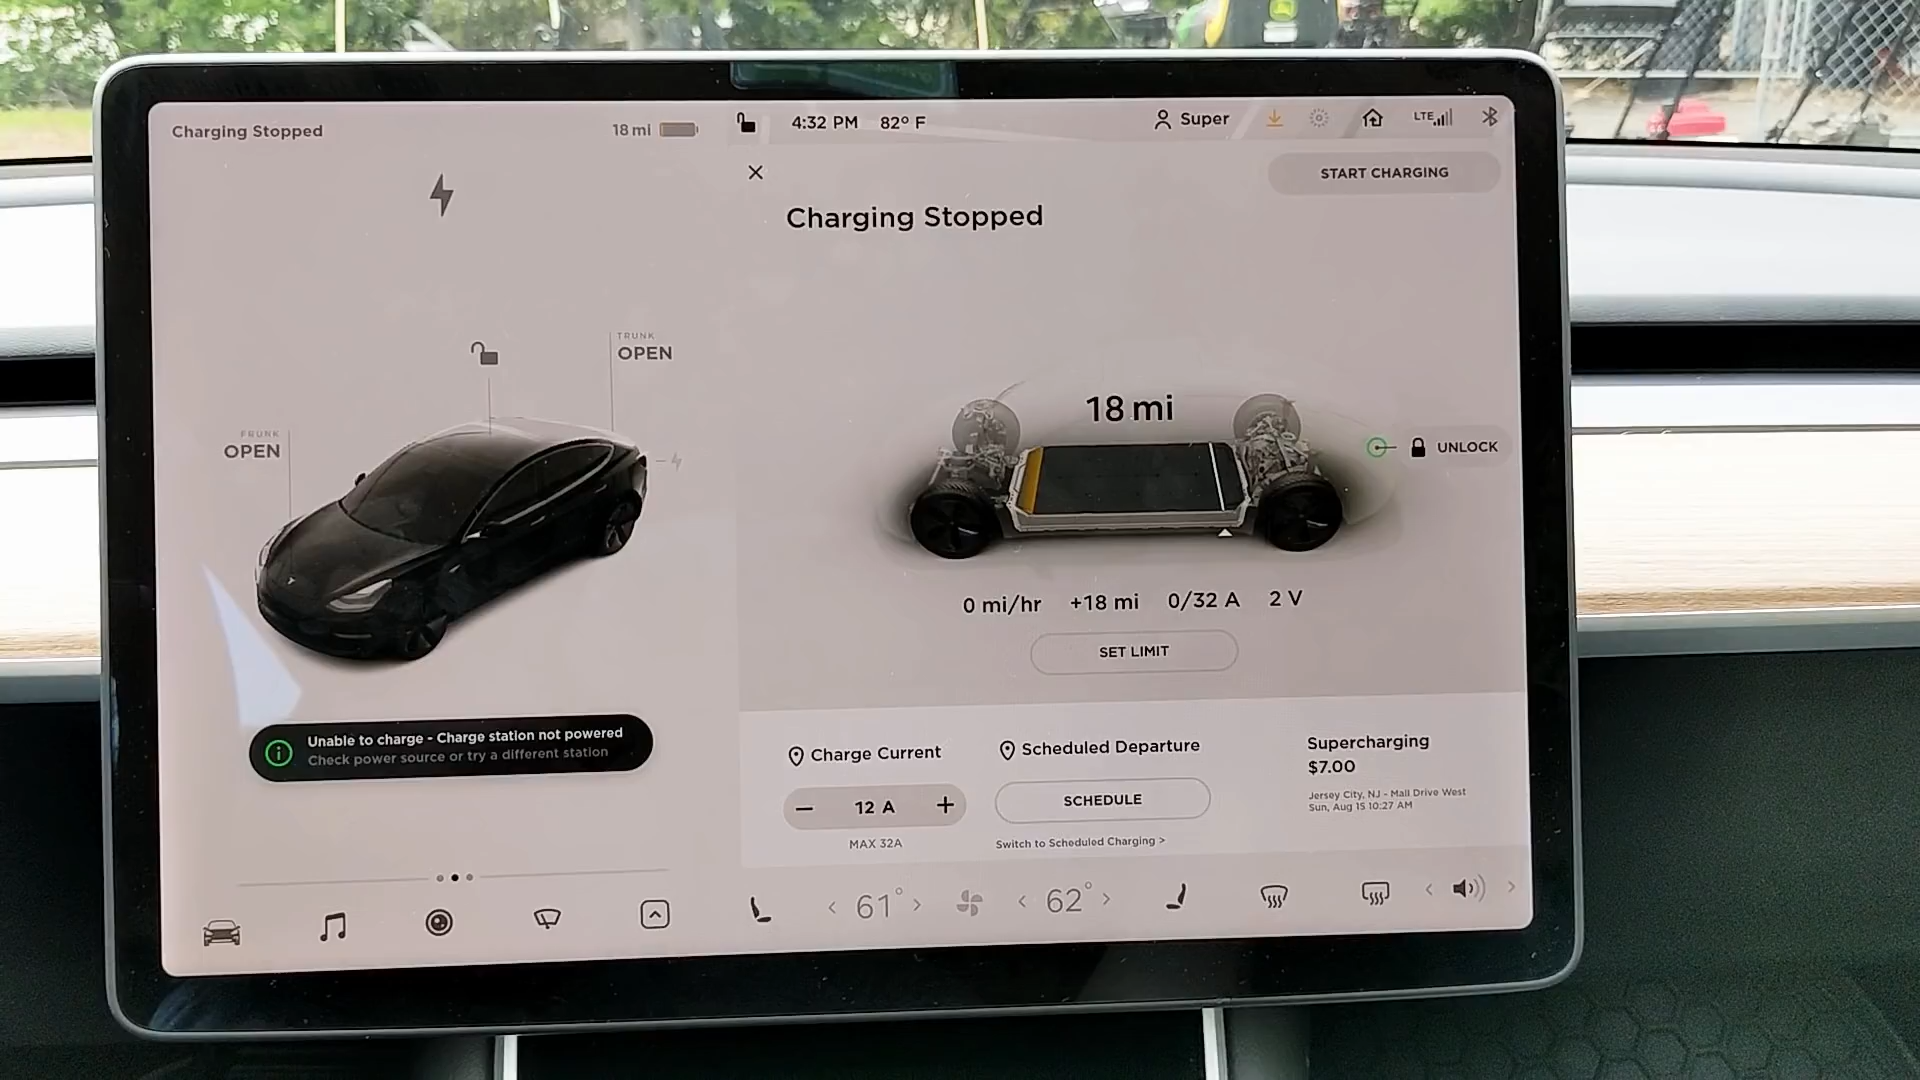 Charging Stopped
18 mi
4:32 PM 82° F
Super
LTE
START CHARGING
Charging Stopped
TRUNK
OPEN
FRUNK
OPEN
18 mi
UNLOCK
0 mi/hr +18 mi 0/32 A 2 V
SET LIMIT
Unable to charge - Charge station not powered
Check power source or try a different station
Charge Current
12 A
MAX 32A
Scheduled Departure
SCHEDULE
Switch to Scheduled Charging >
Supercharging
$7.00
Jersey City, NJ - Mall Drive West
Sun, Aug 15 10:27 AM
61°
62°